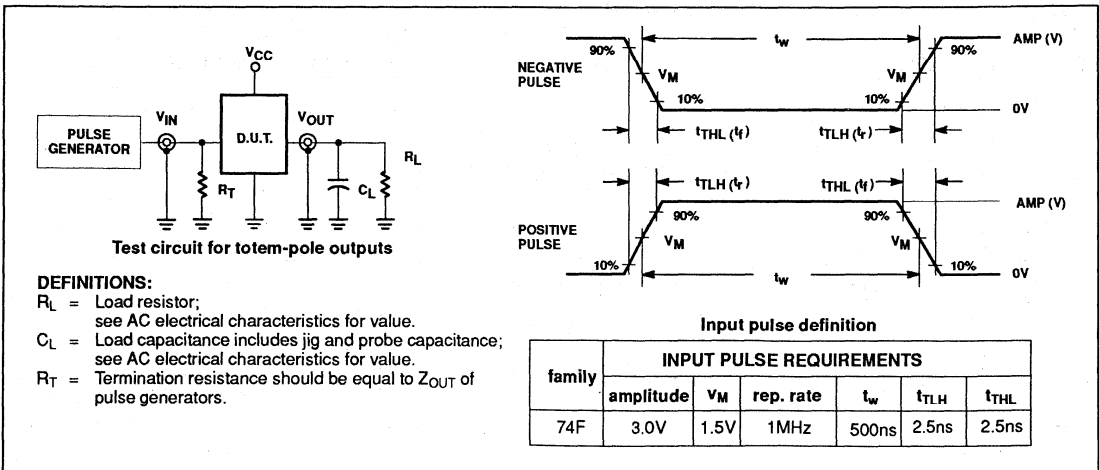 VCC
VIN
VOUT
PULSE
GENERATOR
D.U.T.
RT
CL
RL
Test circuit for totem-pole outputs
DEFINITIONS:
RL = Load resistor;
see AC electrical characteristics for value.
CL = Load capacitance includes jig and probe capacitance;
see AC electrical characteristics for value.
RT = Termination resistance should be equal to ZOUT of
pulse generators.
NEGATIVE
PULSE
90%
tw
90%
AMP (V)
VM
VM
10%
10%
0V
tTHL (tf)
tTLH (tr)
tTLH (tr)
tTHL (tf)
AMP (V)
POSITIVE
PULSE
90%
90%
VM
VM
10%
10%
tw
0V
Input pulse definition
family
INPUT PULSE REQUIREMENTS
amplitude VM rep. rate tw tTLH tTHL
74F 3.0V 1.5V 1MHz 500ns 2.5ns 2.5ns